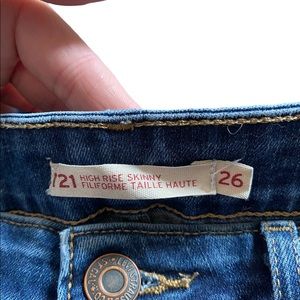 721 HIGH RISE SKINNY
FILIFORME TAILLE HAUTE
26